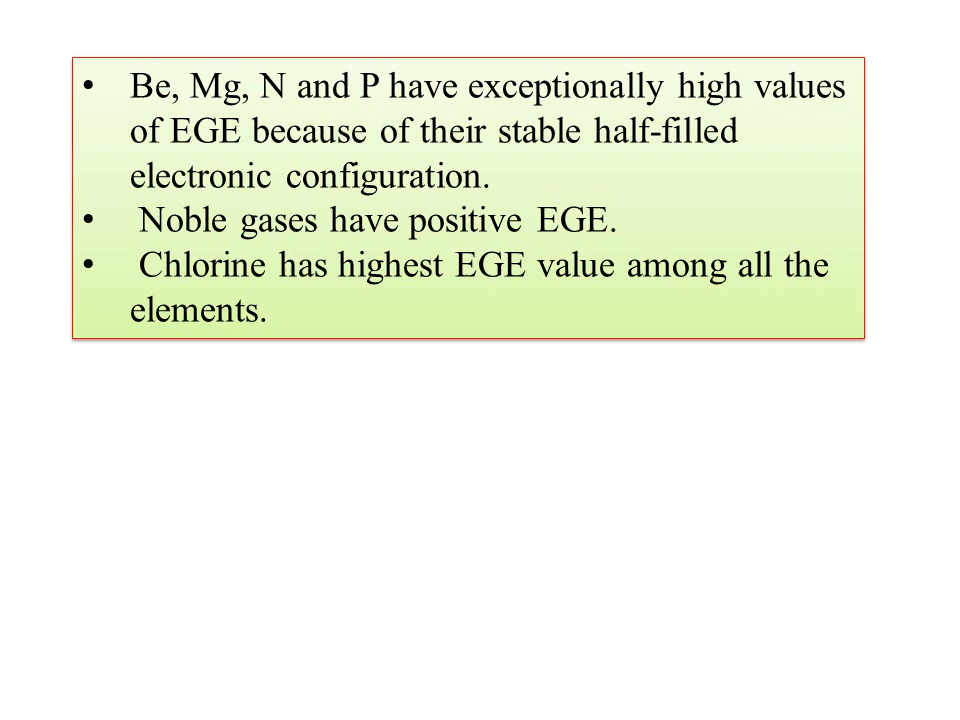 • Be, Mg, N and P have exceptionally high values
of EGE because of their stable half-filled
electronic configuration.
• Noble gases have positive EGE.
• Chlorine has highest EGE value among all the
elements.